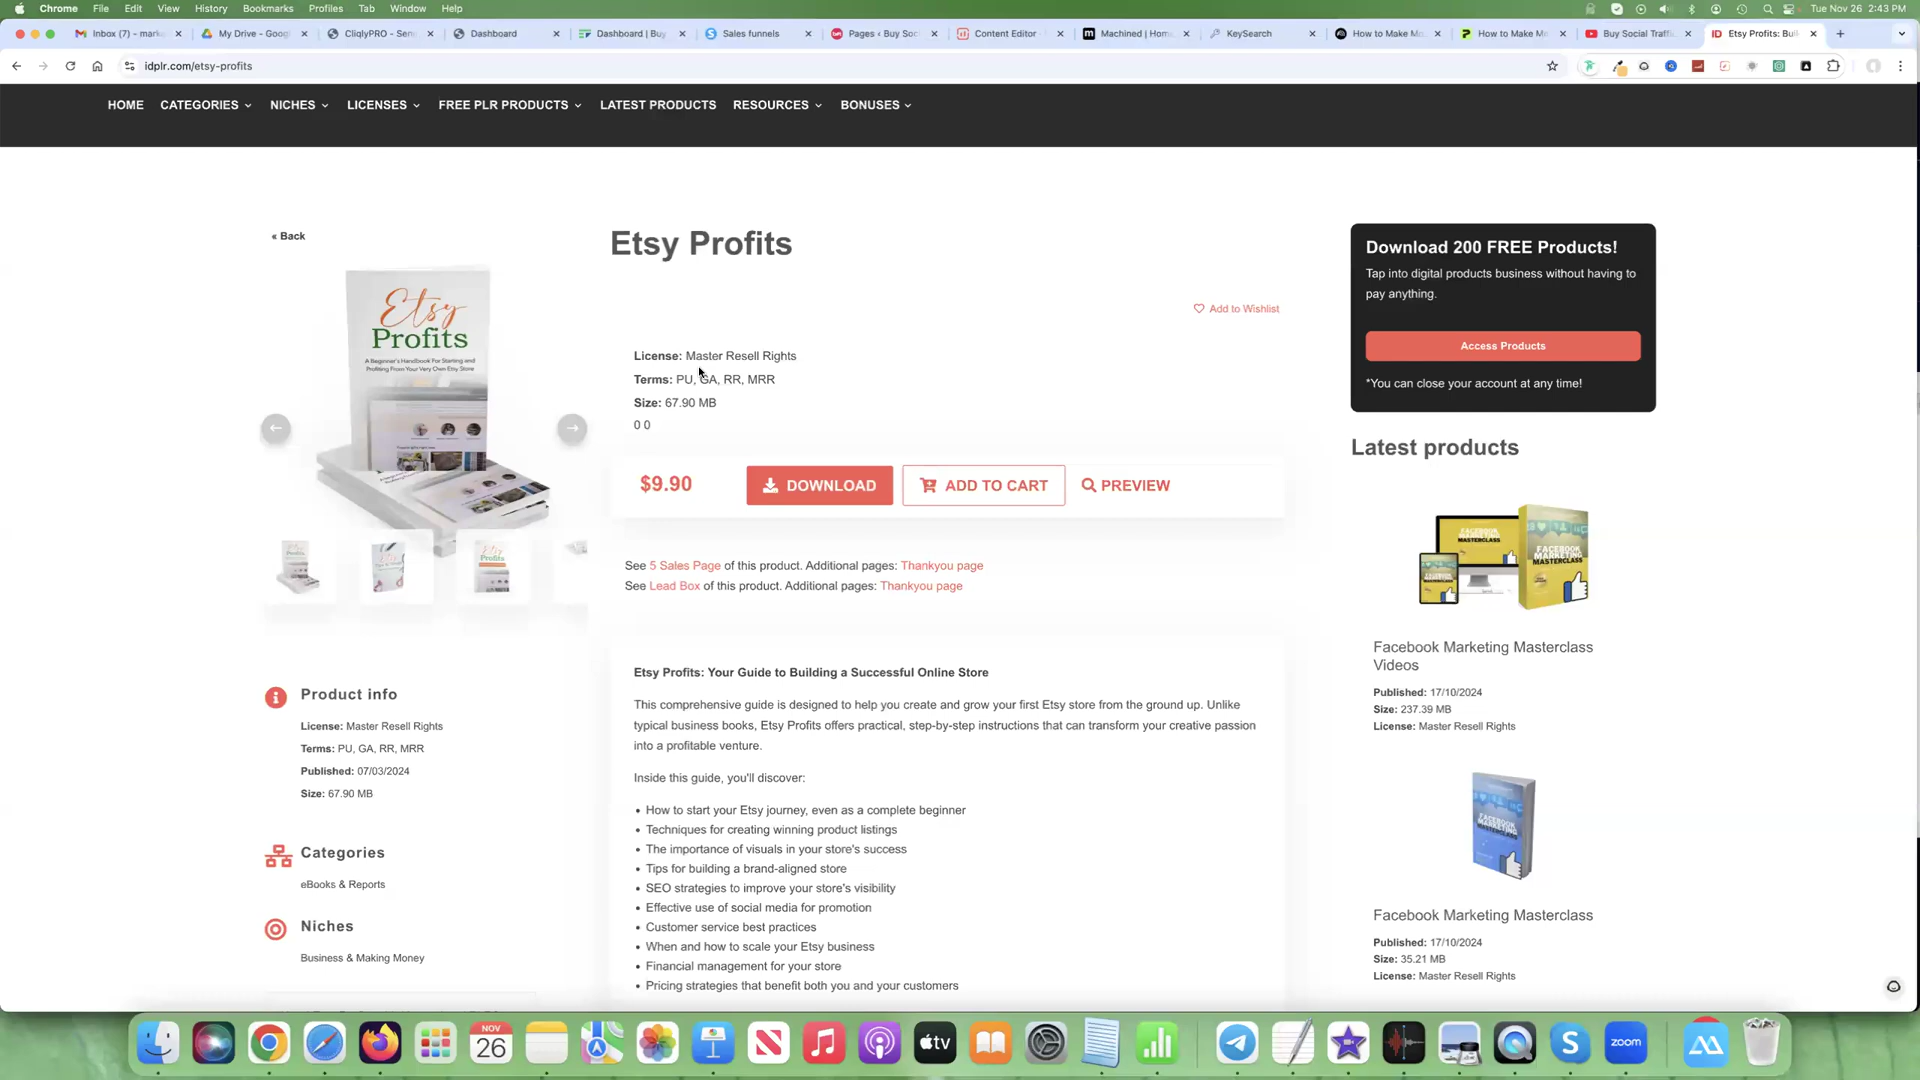 Chrome File Edit View History Bookmarks Profiles Tab Window Help
Tue Nov 26 2:43 PM
Inbox (7) - mark
My Drive - Goog
CliqlyPRO - Sen
Dashboard
Dashboard | Buy
Sales funnels
Pages ‹ Buy Soc
Content Editor
Machined | Hom
KeySearch
How to Make Mo
How to Make Mo
Buy Social Traffi
Etsy Profits: Bui
idplr.com/etsy-profits
HOME CATEGORIES NICHES LICENSES FREE PLR PRODUCTS LATEST PRODUCTS RESOURCES BONUSES
« Back
Etsy
Profits
A Beginner's Handbook For Starting and
Profiting From Your Very Own Etsy Store
Product info
License: Master Resell Rights
Terms: PU, GA, RR, MRR
Published: 07/03/2024
Size: 67.90 MB
Categories
eBooks & Reports
Niches
Business & Making Money
Etsy Profits
Add to Wishlist
License: Master Resell Rights
Terms: PU, GA, RR, MRR
Size: 67.90 MB
0 0
$9.90 DOWNLOAD ADD TO CART PREVIEW
See 5 Sales Page of this product. Additional pages: Thankyou page
See Lead Box of this product. Additional pages: Thankyou page
Etsy Profits: Your Guide to Building a Successful Online Store
This comprehensive guide is designed to help you create and grow your first Etsy store from the ground up. Unlike
typical business books, Etsy Profits offers practical, step-by-step instructions that can transform your creative passion
into a profitable venture.
Inside this guide, you'll discover:
• How to start your Etsy journey, even as a complete beginner
• Techniques for creating winning product listings
• The importance of visuals in your store's success
• Tips for building a brand-aligned store
• SEO strategies to improve your store's visibility
• Effective use of social media for promotion
• Customer service best practices
• When and how to scale your Etsy business
• Financial management for your store
• Pricing strategies that benefit both you and your customers
Download 200 FREE Products!
Tap into digital products business without having to
pay anything.
Access Products
*You can close your account at any time!
Latest products
FACEBOOK
MARKETING
MASTERCLASS
Facebook Marketing Masterclass
Videos
Published: 17/10/2024
Size: 237.39 MB
License: Master Resell Rights
FACEBOOK
MARKETING
MASTERCLASS
Facebook Marketing Masterclass
Published: 17/10/2024
Size: 35.21 MB
License: Master Resell Rights
NOV
26
tv
zoom